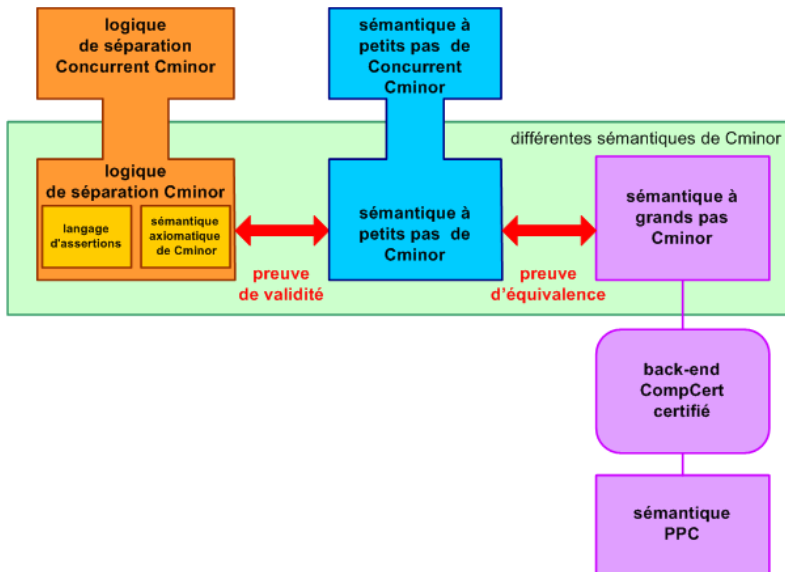 logique
de séparation
Concurrent Cminor
sémantique à
petits pas de
Concurrent
Cminor
différentes sémantiques de Cminor
logique
de séparation Cminor
langage
d'assertions
sémantique
axiomatique
de Cminor
sémantique à
petits pas de
Cminor
sémantique à
grands pas
Cminor
preuve
de validité
preuve
d'équivalence
back-end
CompCert
certifié
sémantique
PPC